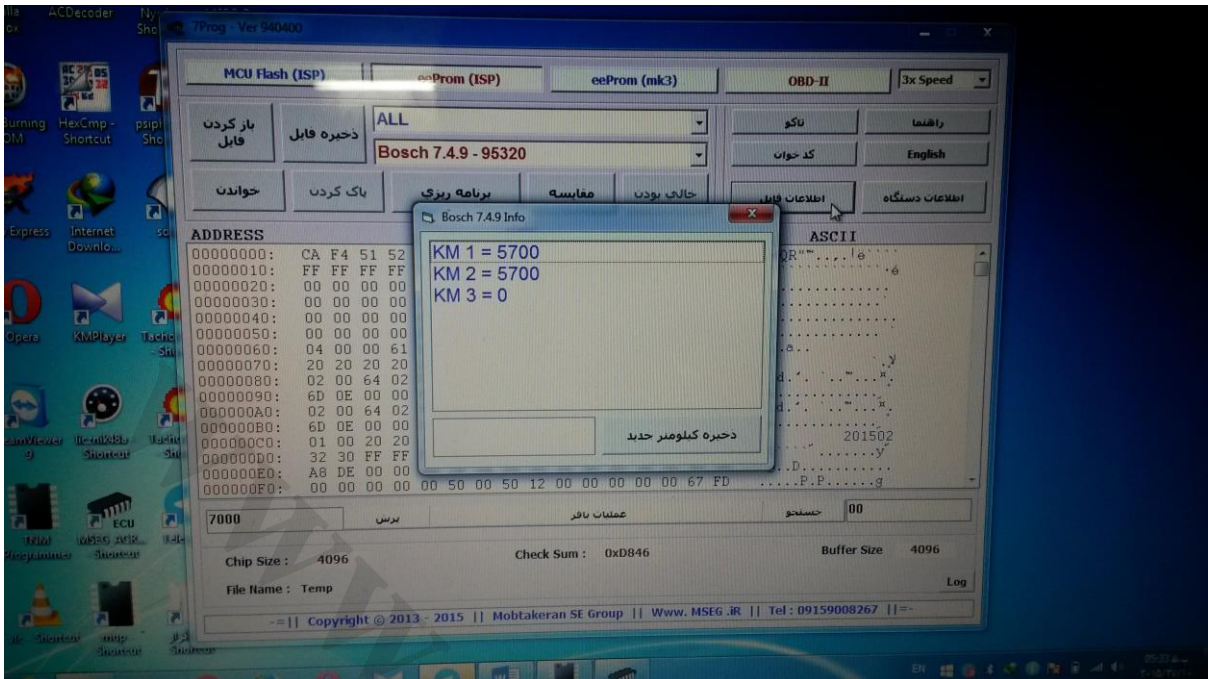 ACDecoder
7Prog - Ver 940400
MCU Flash (ISP)
eeProm (ISP)
eeProm (mk3)
OBD-II
3x Speed
باز کردن فایل
ذخیره فایل
ALL
Bosch 7.4.9 - 95320
تاکو
راهنما
کد خوان
English
خواندن
پاک کردن
برنامه ریزی
مقایسه
خالی بودن
اطلاعات فایل
اطلاعات دستگاه
HexCmp - Shortcut
Internet Downlo...
Opera
KMPlayer
ADDRESS
ASCII
00000000: CA F4 51 52
00000010: FF FF FF FF
00000020: 00 00 00 00
00000030: 00 00 00 00
00000040: 00 00 00 00
00000050: 00 00 00 00
00000060: 04 00 00 61
00000070: 20 20 20 20
00000080: 02 00 64 02
00000090: 6D 0E 00 00
000000A0: 02 00 64 02
000000B0: 6D 0E 00 00
000000C0: 01 00 20 20
201502
000000D0: 32 30 FF FF
000000E0: A8 DE 00 00
000000F0: 00 00 00 00 00 50 00 50 12 00 00 00 00 00 67 FD .....P.P......g
Bosch 7.4.9 Info
KM 1 = 5700
KM 2 = 5700
KM 3 = 0
ذخیره کیلومتر جدید
7000
پرش
عملیات بافر
جستجو
00
Chip Size : 4096
Check Sum : 0xD846
Buffer Size 4096
File Name : Temp
Log
-=|| Copyright © 2013 - 2015 || Mobtakeran SE Group || Www. MSEG .iR || Tel : 09159008267 ||=-
ECU
Shortcut
EN